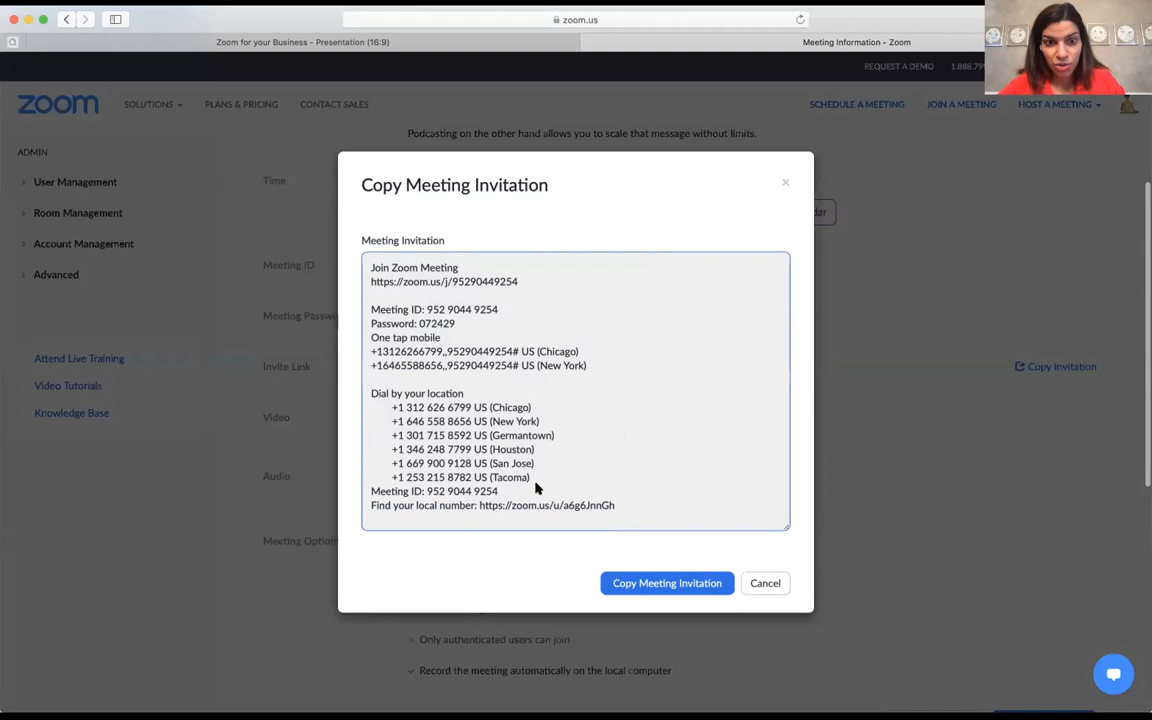 zoom.us
Zoom for your Business - Presentation (16:9)
Meeting Information - Zoom
REQUEST A DEMO
1.888.79
zoom
SOLUTIONS
PLANS & PRICING
CONTACT SALES
SCHEDULE A MEETING
JOIN A MEETING
HOST A MEETING
Podcasting on the other hand allows you to scale that message without limits.
ADMIN
User Management
Room Management
Account Management
Advanced
Attend Live Training
Video Tutorials
Knowledge Base
Time
Meeting ID
Meeting Passw
Invite Link
Video
Audio
Meeting Option
dar
Copy Invitation
Copy Meeting Invitation
Meeting Invitation
Join Zoom Meeting
https://zoom.us/j/95290449254
Meeting ID: 952 9044 9254
Password: 072429
One tap mobile
+13126266799,,95290449254# US (Chicago)
+16465588656,,95290449254# US (New York)
Dial by your location
+1 312 626 6799 US (Chicago)
+1 646 558 8656 US (New York)
+1 301 715 8592 US (Germantown)
+1 346 248 7799 US (Houston)
+1 669 900 9128 US (San Jose)
+1 253 215 8782 US (Tacoma)
Meeting ID: 952 9044 9254
Find your local number: https://zoom.us/u/a6g6JnnGh
Copy Meeting Invitation
Cancel
Only authenticated users can join
Record the meeting automatically on the local computer